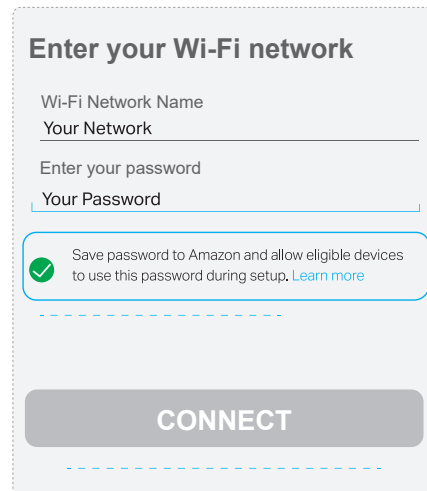 Enter your Wi-Fi network
Wi-Fi Network Name
Your Network
Enter your password
Your Password
Save password to Amazon and allow eligible devices
to use this password during setup. Learn more
CONNECT